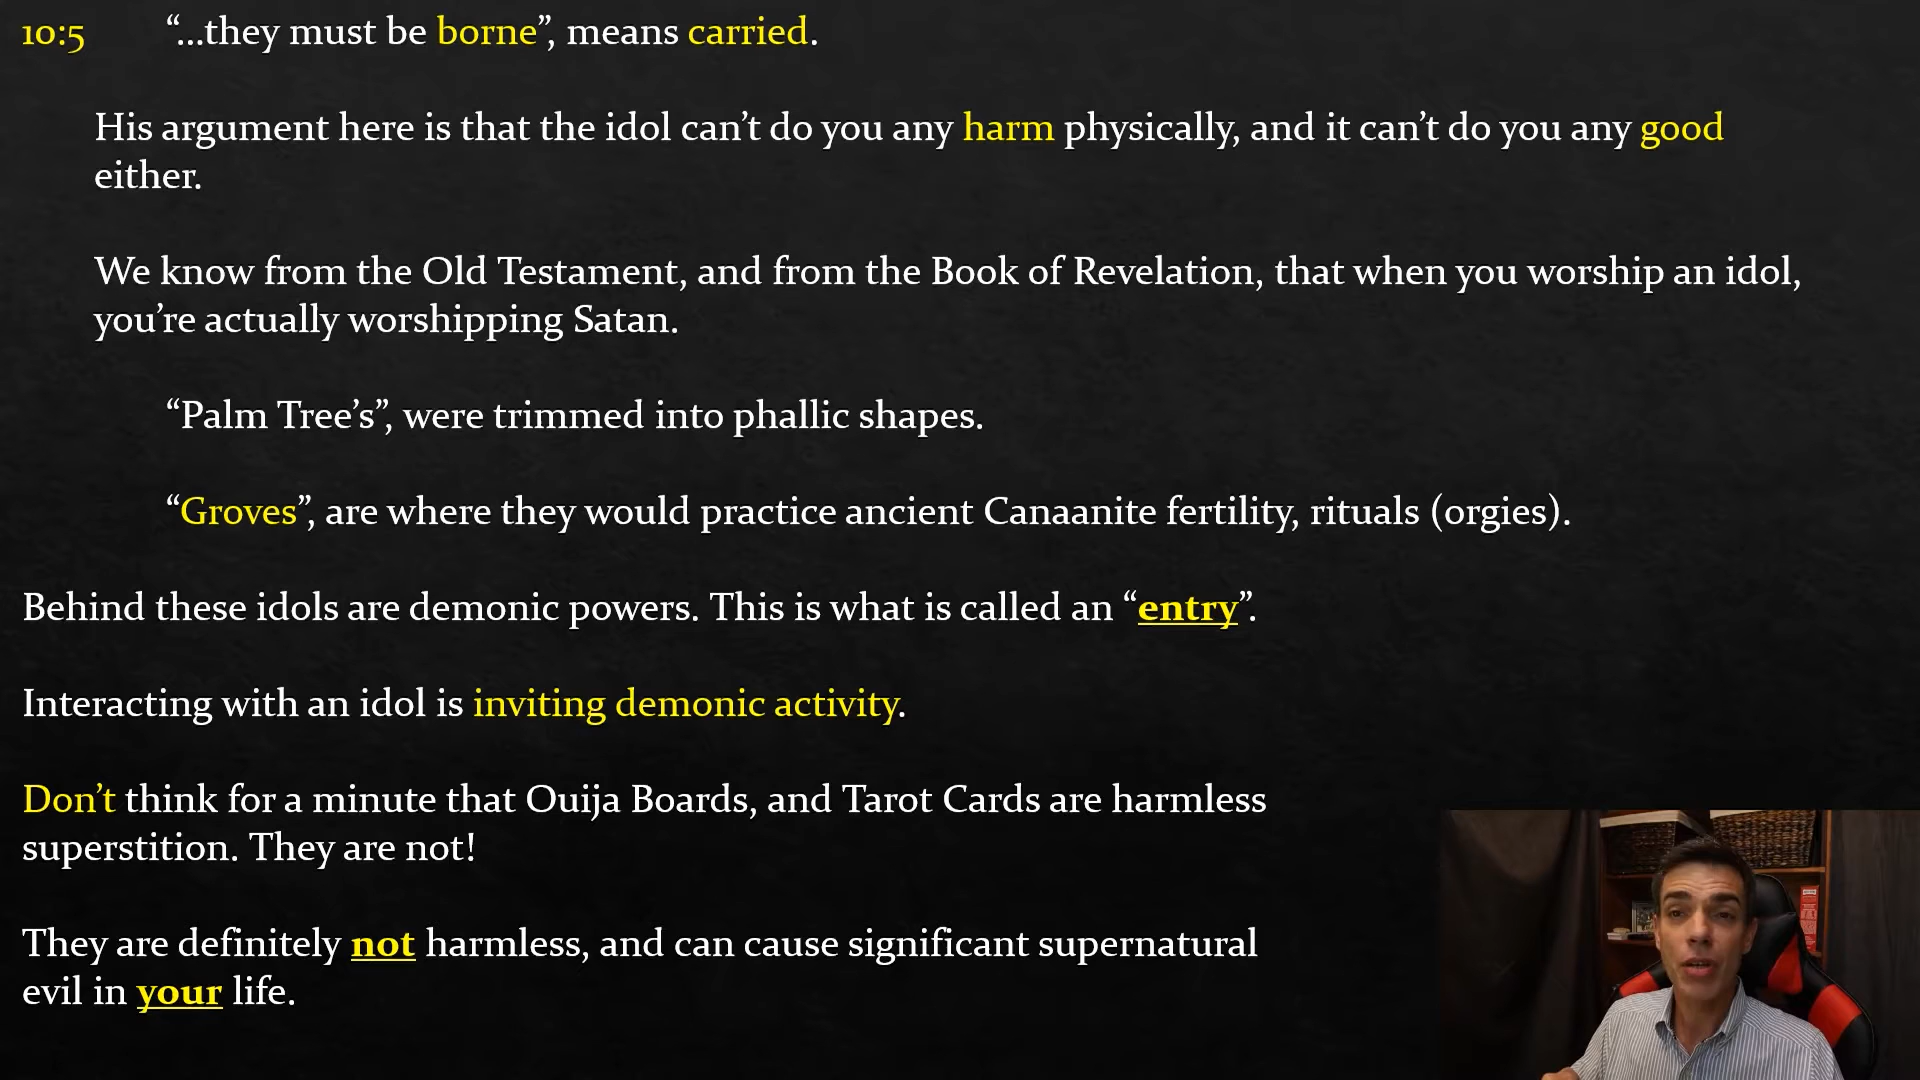 10:5 “…they must be borne”, means carried.
His argument here is that the idol can’t do you any harm physically, and it can’t do you any good
either.
We know from the Old Testament, and from the Book of Revelation, that when you worship an idol,
you’re actually worshipping Satan.
“Palm Tree’s”, were trimmed into phallic shapes.
“Groves”, are where they would practice ancient Canaanite fertility, rituals (orgies).
Behind these idols are demonic powers. This is what is called an “entry”.
Interacting with an idol is inviting demonic activity.
Don’t think for a minute that Ouija Boards, and Tarot Cards are harmless
superstition. They are not!
They are definitely not harmless, and can cause significant supernatural
evil in your life.